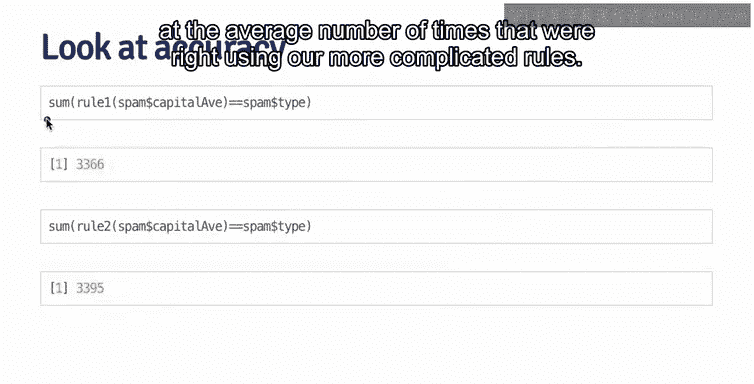 at the average number of times that were
Look at accuracy
right using our more complicated rules.
sum(rule1(spam$capitalAve)==spam$type)
[1] 3366
sum(rule2(spam$capitalAve)==spam$type)
[1] 3395